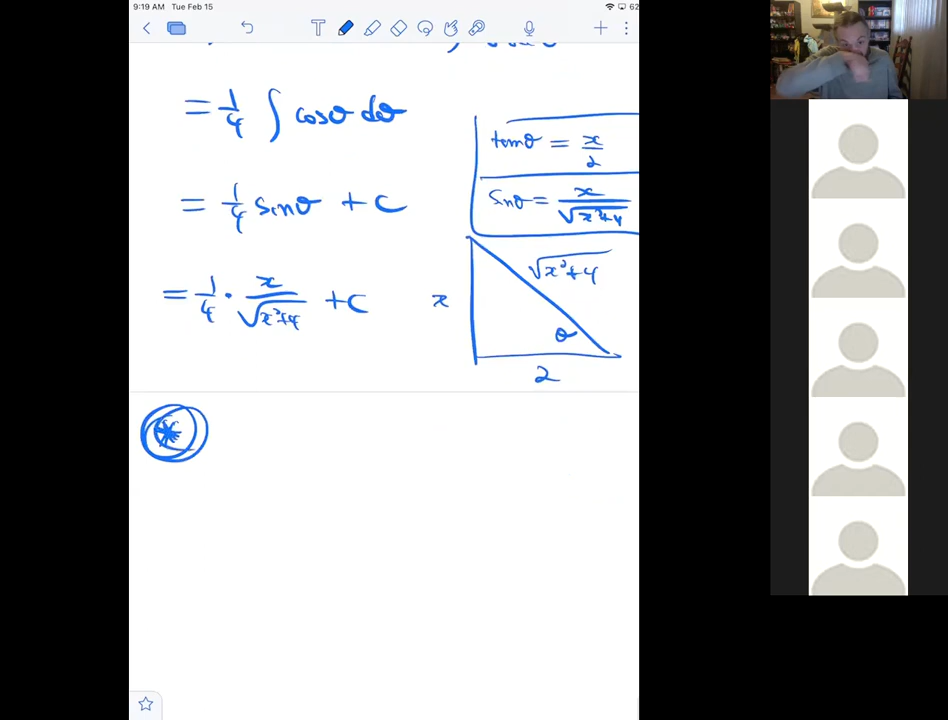 9:19 AM Tue Feb 15
62
T
= 1/4 ∫ cosθ dθ
= 1/4 sinθ + c
= 1/4 · x/√x²+4 + c
tanθ = x/2
sinθ = x/√x²+4
√x²+4
x
θ
2